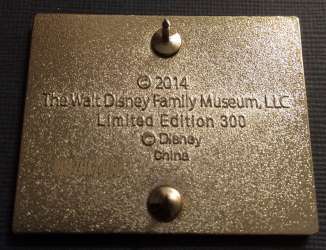 © 2014
The Walt Disney Family Museum, LLC
Limited Edition 300
© Disney
China